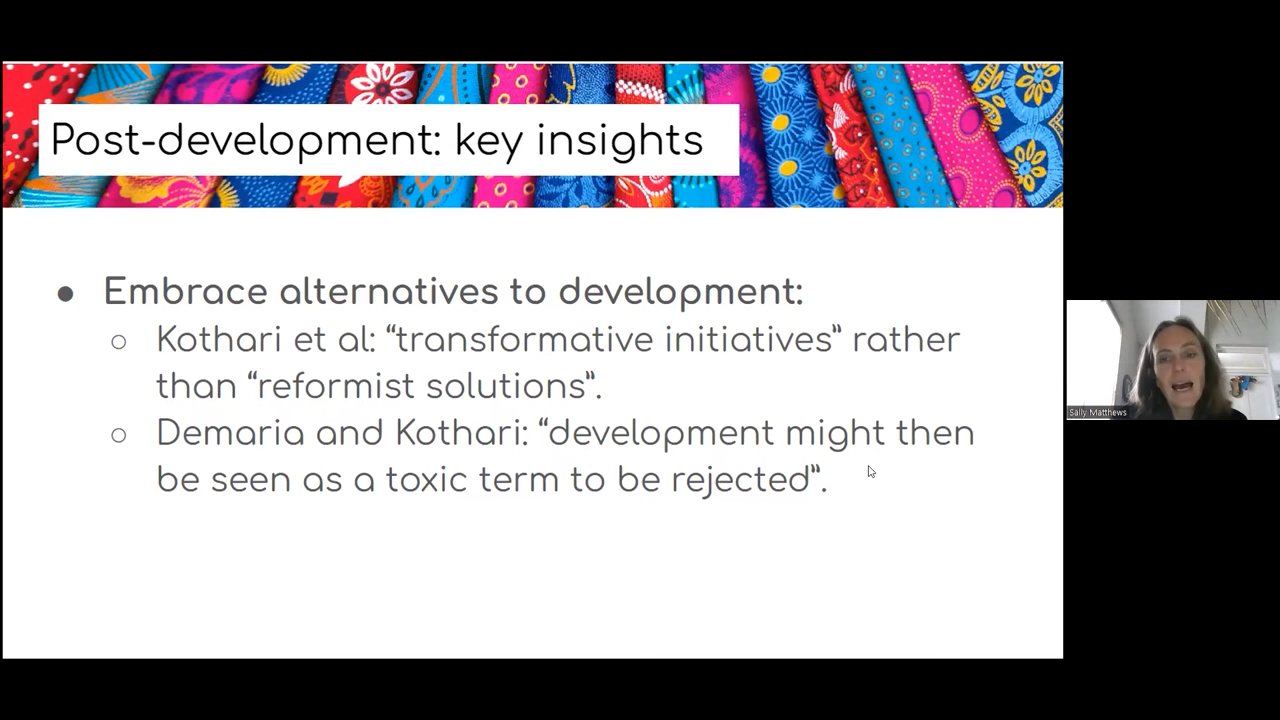 Post-development: key insights
● Embrace alternatives to development:
○ Kothari et al: “transformative initiatives” rather
than “reformist solutions”.
○ Demaria and Kothari: “development might then
be seen as a toxic term to be rejected”.
Sally Matthews